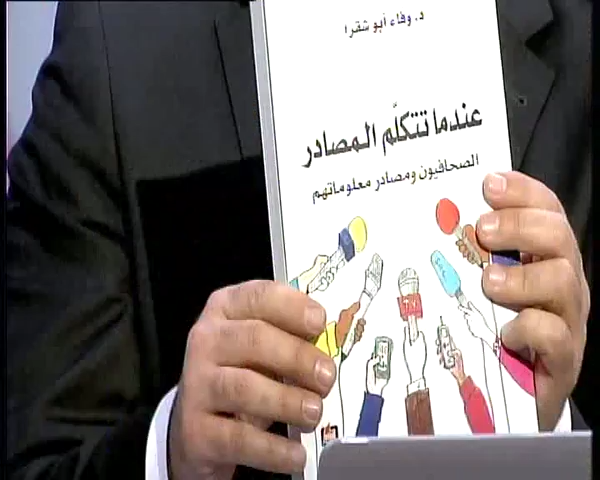 د. وفاء أبو شقرا
عندما تتكلّم المصادر
الصحافيون ومصادر معلوماتهم